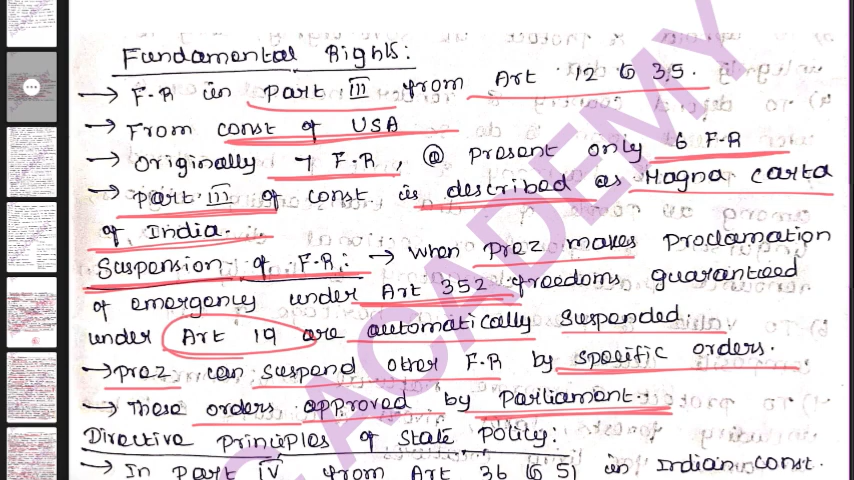 Fundamental Rights:
→ F.R in Part III from Art 12 to 35.
→ From const of USA
→ Originally 7 F.R, @ present only 6 F.R
→ Part III of const is described as Magna carta
of India.
Suspension of F.R: → When Prez makes Proclamation
of emergency under Art 352 freedoms guaranteed
under Art 19 are automatically suspended.
→ Prez can suspend other F.R by specific orders.
→ These orders approved by Parliament.
Directive principles of State Policy:
→ In Part IV from Art 36 to 51 in Indian const.
ACADEMY